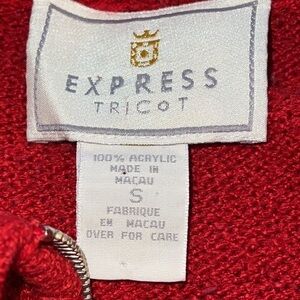 EXPRESS
TRICOT
100% ACRYLIC
MADE IN
MACAU
S
FABRIQUE
EN MACAU
OVER FOR CARE